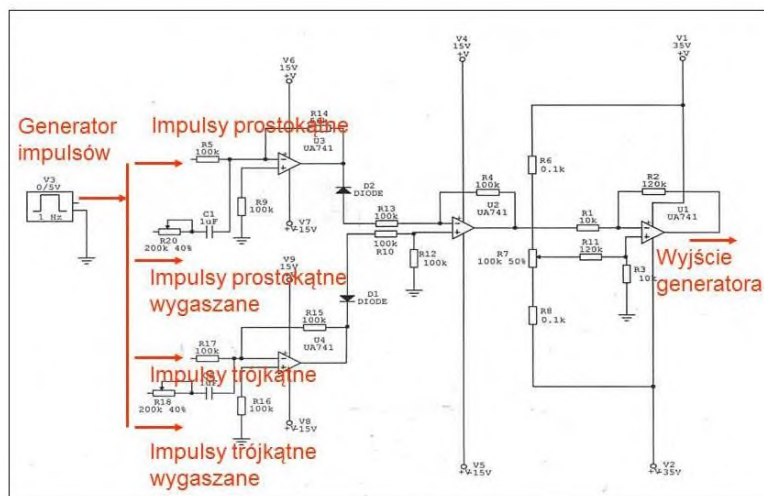 V6
15V
+V
V4
15V
+V
V1
35V
+V
Generator
impulsów
Impulsy prostokątne
R14
U3
UA741
R5
100k
V3
0/5V
1 Hz
D2
DIODE
R4
100k
U2
UA741
R6
0.1k
R2
120k
U1
UA741
C1
1uF
R9
100k
R20
200k 40%
V7
-15V
R13
100k
100k
R10
R12
100k
R1
10k
R11
120k
R7
100k 50%
R3
10k
Wyjście
generatora
Impulsy prostokątne
wygaszane
V9
15V
D1
DIODE
R8
0.1k
R17
100k
R15
100k
U4
UA741
Impulsy trójkątne
R18
200k 40%
R16
100k
V8
-15V
Impulsy trójkątne
wygaszane
V5
-15V
V2
-35V